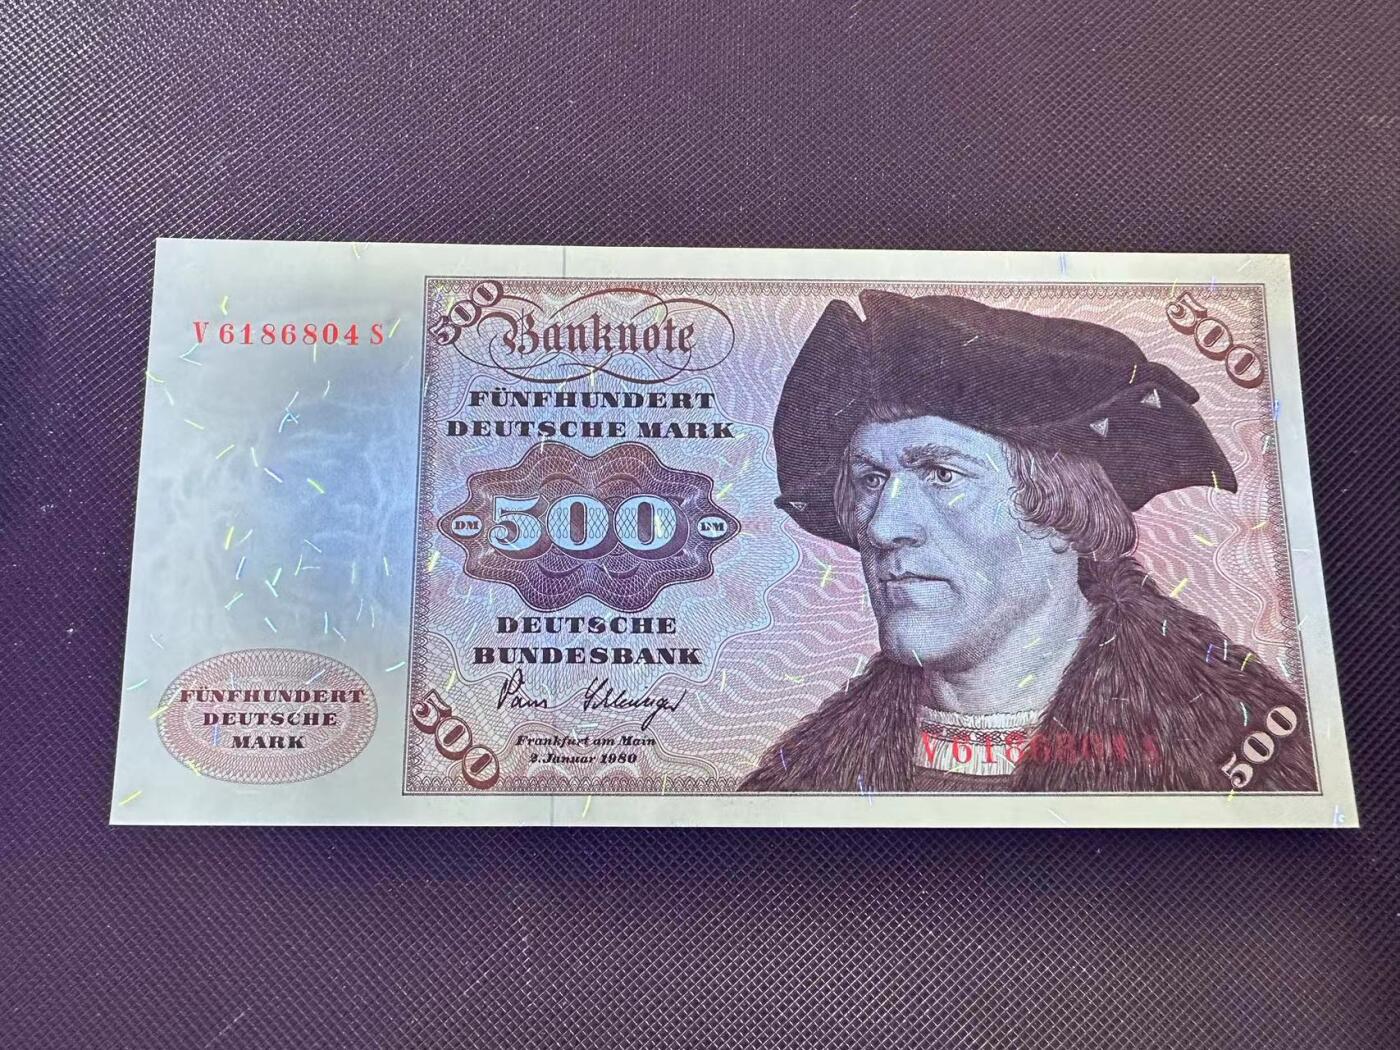 V 6186804 S
500
Banknote
500
FÜNFHUNDERT
DEUTSCHE MARK
DM
500
DM
DEUTSCHE
BUNDESBANK
FÜNFHUNDERT
DEUTSCHE
MARK
500
Frankfurt am Main
2. Januar 1980
V 6186804 S
500